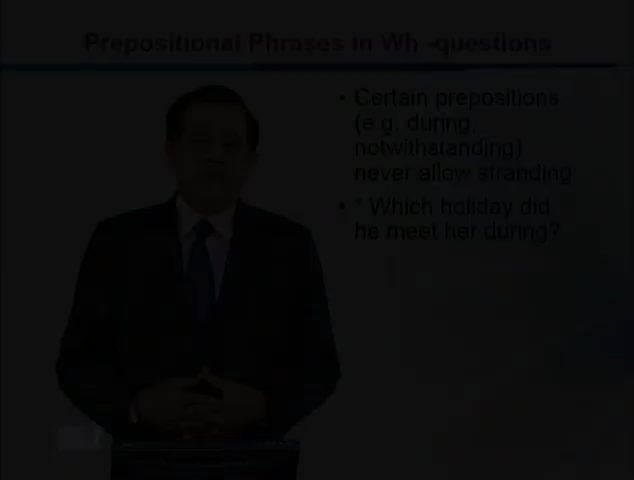 Prepositional Phrases in Wh -questions
• Certain prepositions
(e.g. during,
notwithstanding)
never allow stranding
• * Which holiday did
he meet her during?